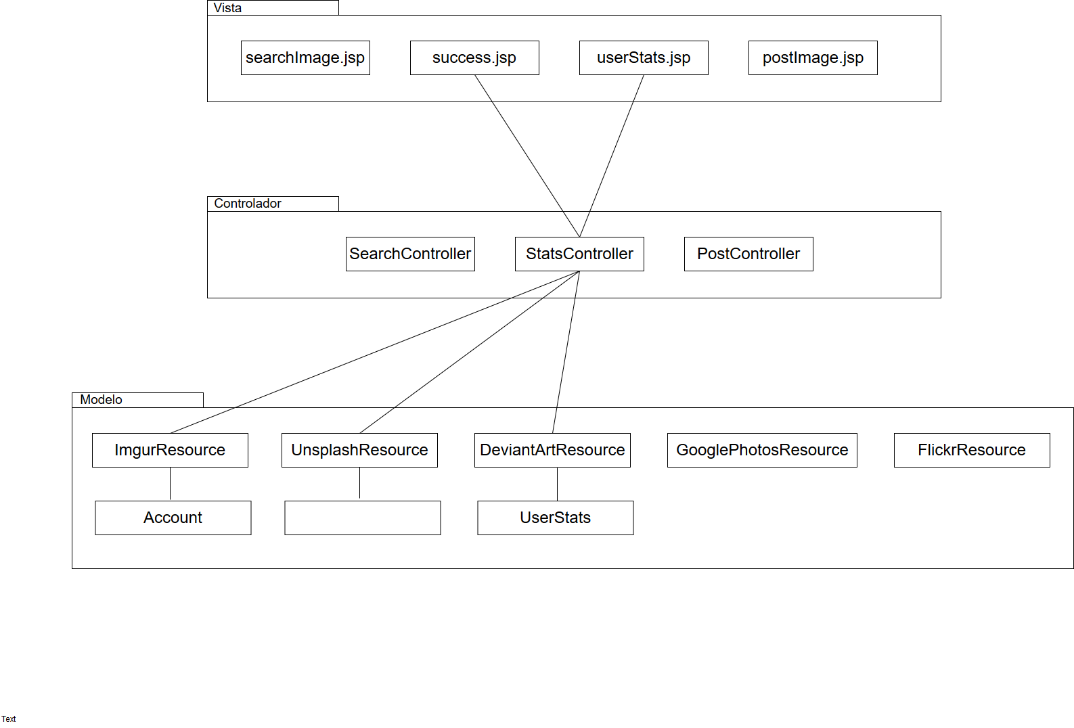 Vista
searchImage.jsp
success.jsp
userStats.jsp
postImage.jsp
Controlador
SearchController
StatsController
PostController
Modelo
ImgurResource
UnsplashResource
DeviantArtResource
GooglePhotosResource
FlickrResource
Account
UserStats
Text